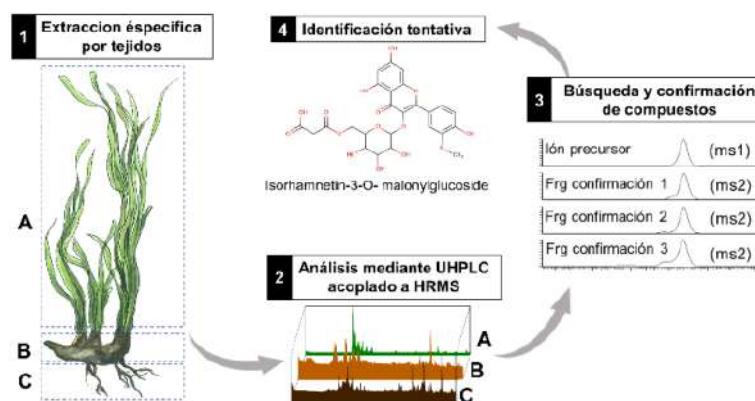 1 Extraccion éspecifica
por tejidos
A
B
C
4 Identificación tentativa
Isorhamnetin-3-O- malonylglucoside
2 Análisis mediante UHPLC
acoplado a HRMS
A
B
C
3 Búsqueda y confirmación
de compuestos
Ión precursor (ms1)
Frg confirmación 1 (ms2)
Frg confirmación 2 (ms2)
Frg confirmación 3 (ms2)